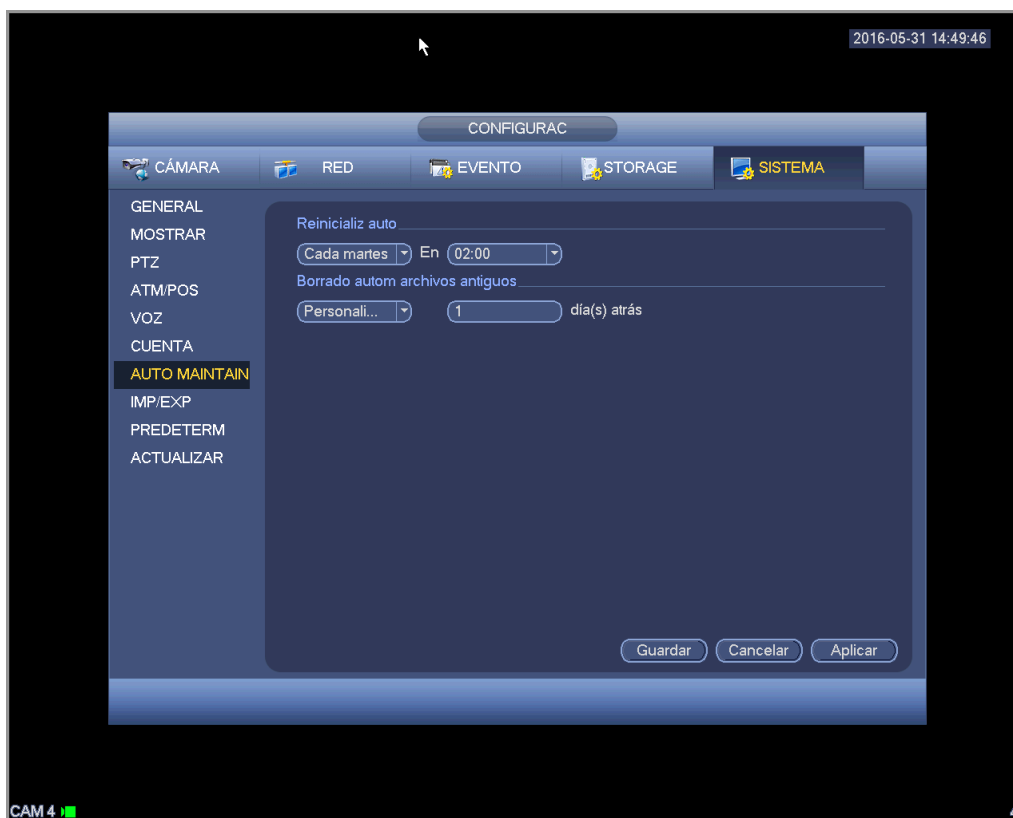 2016-05-31 14:49:46
CONFIGURAC
CÁMARA RED EVENTO STORAGE SISTEMA
GENERAL
MOSTRAR
PTZ
ATM/POS
VOZ
CUENTA
AUTO MAINTAIN
IMP/EXP
PREDETERM
ACTUALIZAR
Reinicializ auto
Cada martes En 02:00
Borrado autom archivos antiguos
Personali... 1 día(s) atrás
Guardar Cancelar Aplicar
CAM 4